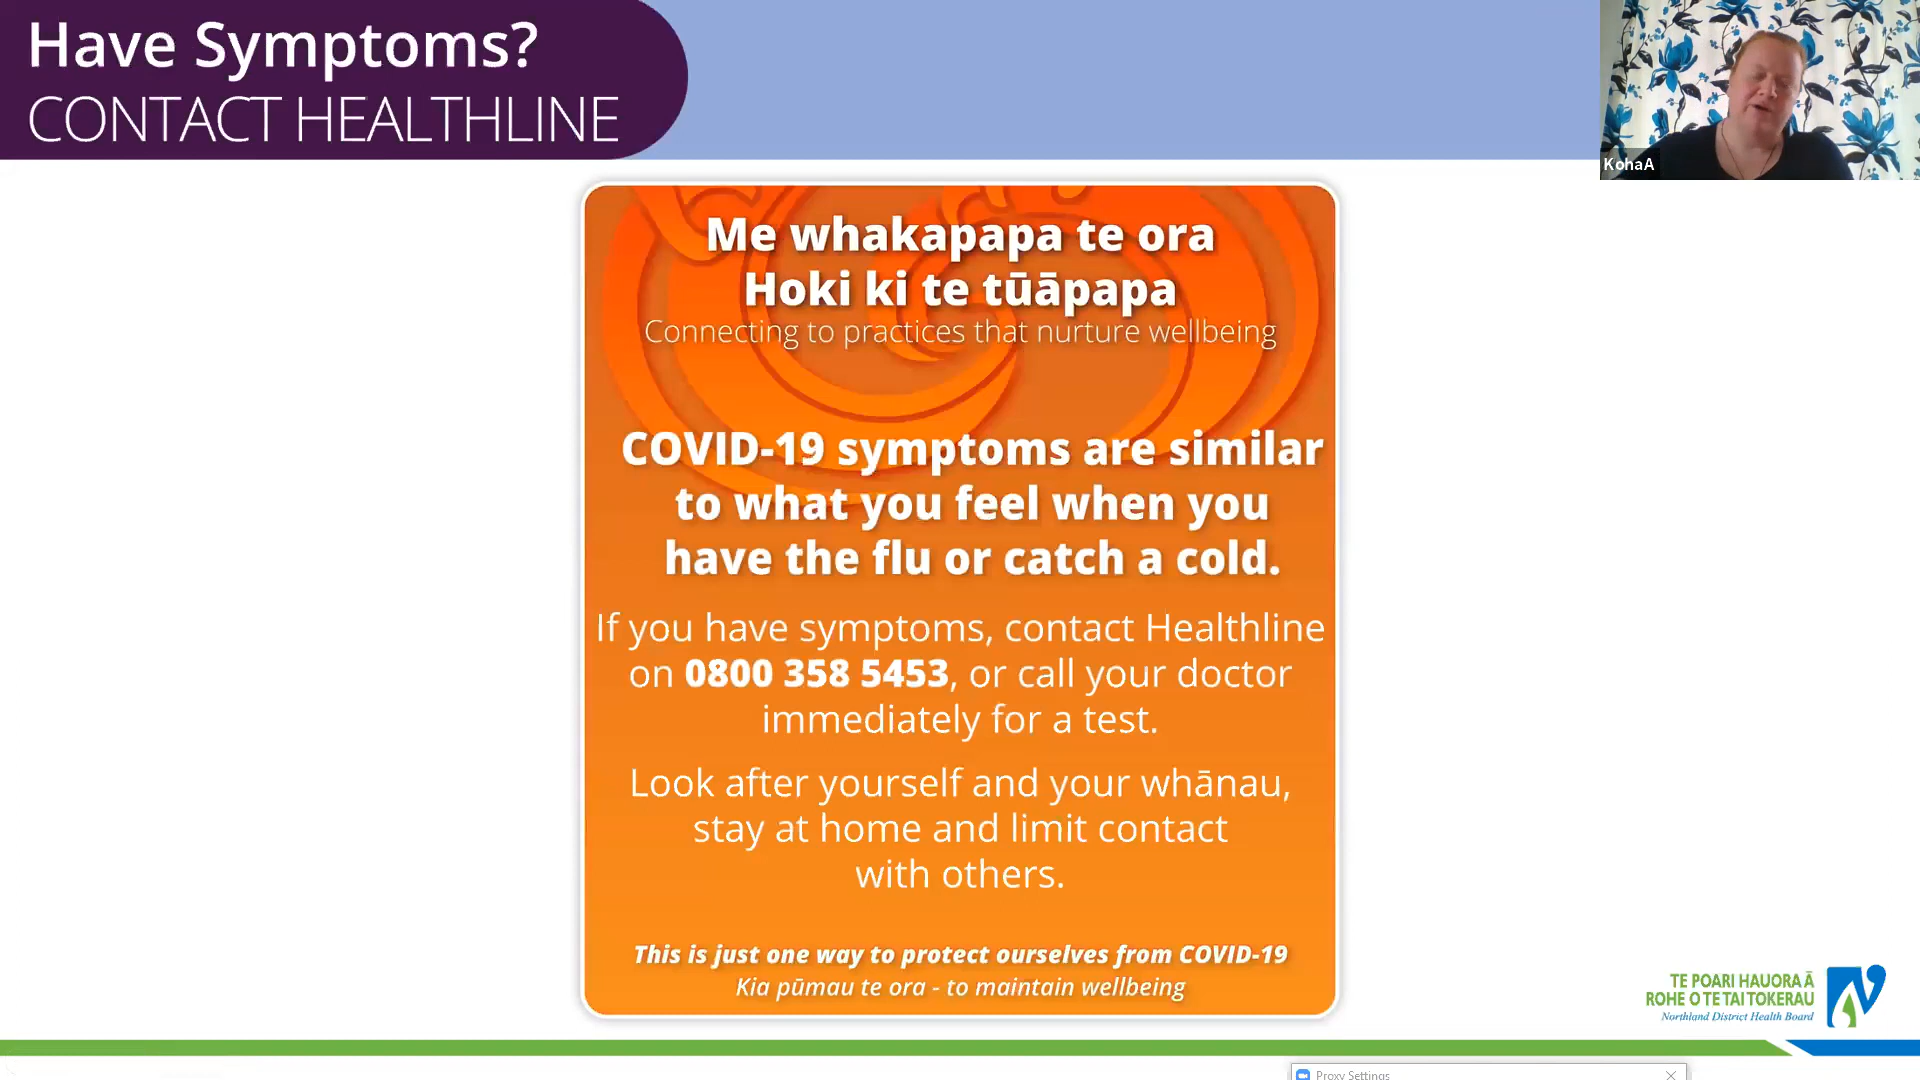 Have Symptoms?
CONTACT HEALTHLINE
KohaA
Me whakapapa te ora
Hoki ki te tūāpapa
Connecting to practices that nurture wellbeing
COVID-19 symptoms are similar
to what you feel when you
have the flu or catch a cold.
If you have symptoms, contact Healthline
on 0800 358 5453, or call your doctor
immediately for a test.
Look after yourself and your whānau,
stay at home and limit contact
with others.
This is just one way to protect ourselves from COVID-19
Kia pūmau te ora - to maintain wellbeing
TE POARI HAUORA Ā
ROHE O TE TAI TOKERAU
Northland District Health Board
Proxy Settings